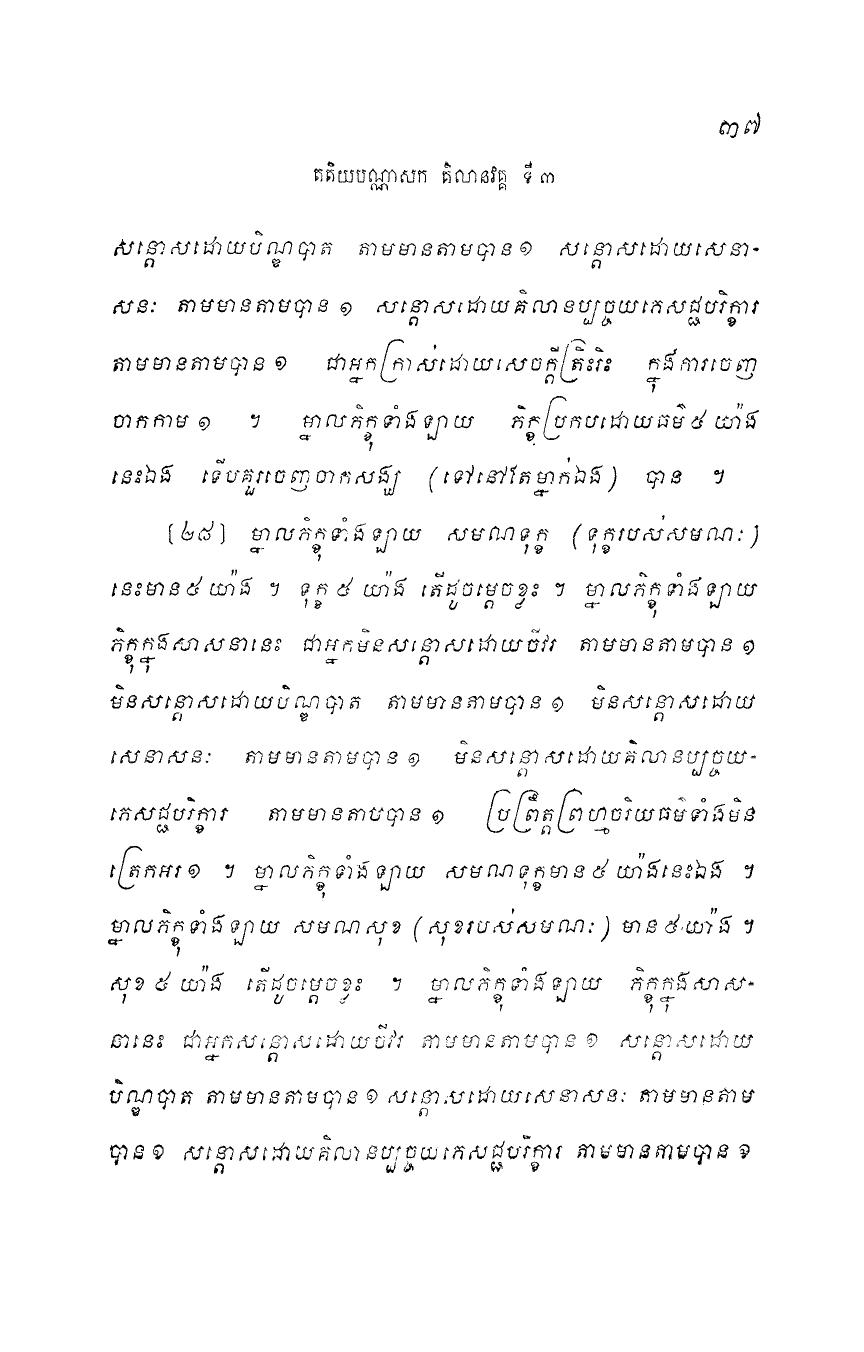 ៣៧
តតិយបណ្ណាសក គិលានវគ្គ ទី ៣
សន្តោសដោយបិណ្ឌបាត តាមមានតាមបាន ១ សន្តោសដោយសេនា-
សនៈ តាមមានតាមបាន ១ សន្តោសដោយគិលានប្បច្ចយភេសជ្ជបរិក្ខារ
តាមមានតាមបាន ១ ជាអ្នកក្រាស់ដោយសេចក្តីត្រិះរិះ ក្នុងការចេញ
ចាកកាម ១ ។ ម្នាលភិក្ខុទាំងឡាយ ភិក្ខុប្រកបដោយធម៌ ៥ យ៉ាង
នេះឯង ទើបគួរចេញចាកសង្ឃ (ទៅនៅតែម្នាក់ឯង) បាន ។
[២៨] ម្នាលភិក្ខុទាំងឡាយ សមណទុក្ខ (ទុក្ខរបស់សមណៈ)
នេះមាន ៥ យ៉ាង ។ ទុក្ខ ៥ យ៉ាង តើដូចម្តេចខ្លះ ។ ម្នាលភិក្ខុទាំងឡាយ
ភិក្ខុក្នុងសាសនានេះ ជាអ្នកមិនសន្តោសដោយចីវរ តាមមានតាមបាន ១
មិនសន្តោសដោយបិណ្ឌបាត តាមមានតាមបាន ១ មិនសន្តោសដោយ
សេនាសនៈ តាមមានតាមបាន ១ មិនសន្តោសដោយគិលានប្បច្ចយ-
ភេសជ្ជបរិក្ខារ តាមមានតាមបាន ១ ប្រព្រឹត្តព្រហ្មចរិយធម៌ទាំងមិន
ត្រេកអរ ១ ។ ម្នាលភិក្ខុទាំងឡាយ សមណទុក្ខមាន ៥ យ៉ាងនេះឯង ។
ម្នាលភិក្ខុទាំងឡាយ សមណសុខ (សុខរបស់សមណៈ) មាន ៥ យ៉ាង ។
សុខ ៥ យ៉ាង តើដូចម្តេចខ្លះ ។ ម្នាលភិក្ខុទាំងឡាយ ភិក្ខុក្នុងសាស-
នានេះ ជាអ្នកសន្តោសដោយចីវរ តាមមានតាមបាន ១ សន្តោសដោយ
បិណ្ឌបាត តាមមានតាមបាន ១ សន្តោសដោយសេនាសនៈ តាមមានតាម
បាន ១ សន្តោសដោយគិលានប្បច្ចយភេសជ្ជបរិក្ខារ តាមមានតាមបាន ១